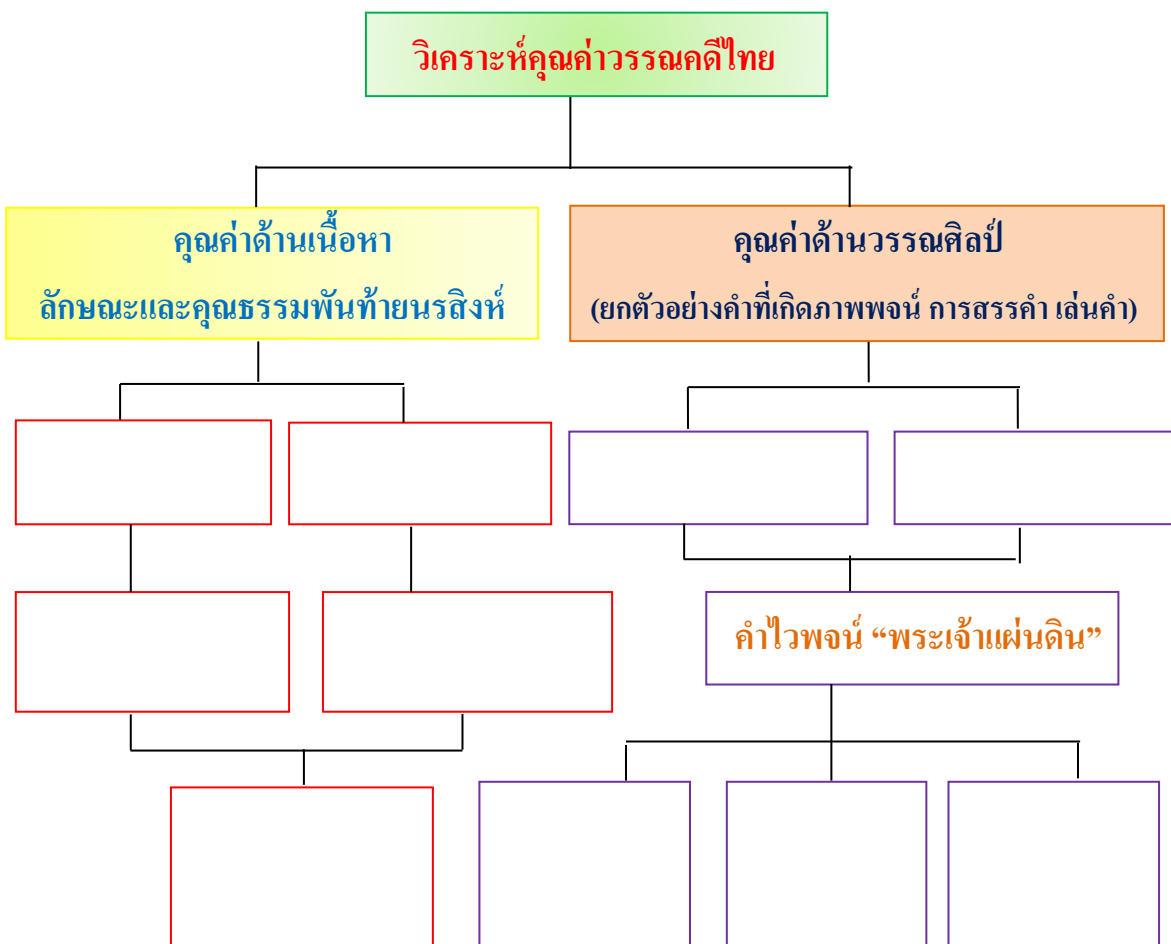 วิเคราะห์คุณค่าวรรณคดีไทย
คุณค่าด้านเนื้อหา
ลักษณะและคุณธรรมพันท้ายนรสิงห์
คุณค่าด้านวรรณศิลป์
(ยกตัวอย่างคำที่เกิดภาพพจน์ การสรรคำ เล่นคำ)
คำไวพจน์ “พระเจ้าแผ่นดิน”